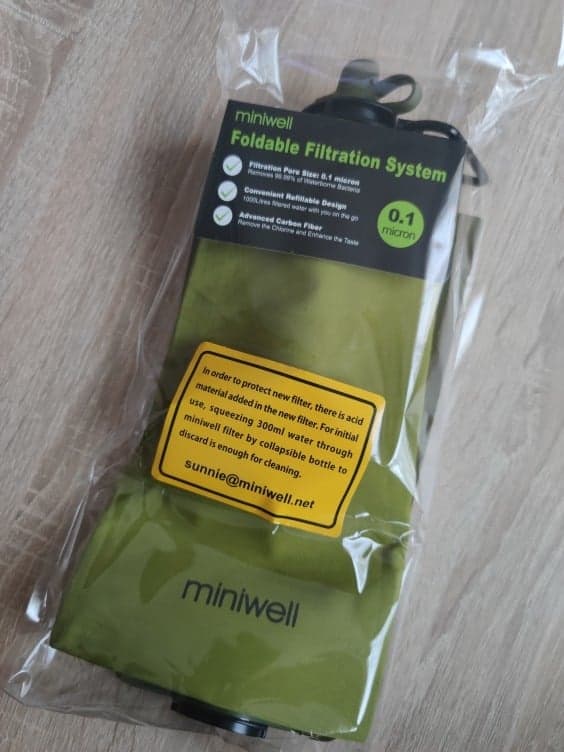 miniwell
Foldable Filtration System
Filtration Pore Size: 0.1 micron
Removes 99.99% of Waterborne Bacteria
Convenient Refillable Design
1000Litres filtered water with you on the go
Advanced Carbon Fiber
Remove the Chlorine and Enhance the Taste
0.1
micron
In order to protect new filter, there is acid
material added in the new filter. For initial
use, squeezing 300ml water through
miniwell filter by collapsible bottle to
discard is enough for cleaning.
sunnie@miniwell.net
miniwell